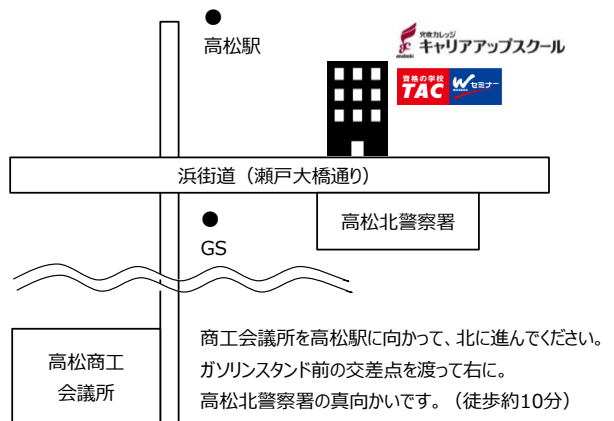 高松駅
穴吹カレッジ
キャリアアップスクール
anabuki
資格の学校
TAC
Wセミナー
浜街道（瀬戸大橋通り）
高松北警察署
GS
商工会議所を高松駅に向かって、北に進んでください。
ガソリンスタンド前の交差点を渡って右に。
高松北警察署の真向かいです。（徒歩約10分）
高松商工
会議所